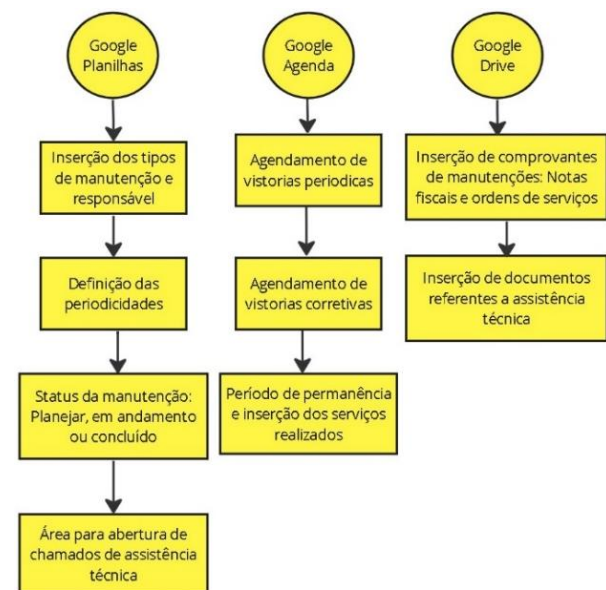 Google
Planilhas
Inserção dos tipos
de manutenção e
responsável
Definição das
periodicidades
Status da manutenção:
Planejar, em andamento
ou concluído
Área para abertura de
chamados de assistência
técnica
Google
Agenda
Agendamento de
vistorias periodicas
Agendamento de
vistorias corretivas
Período de permanência
e inserção dos serviços
realizados
Google
Drive
Inserção de comprovantes
de manutenções: Notas
fiscais e ordens de serviços
Inserção de documentos
referentes a assistência
técnica